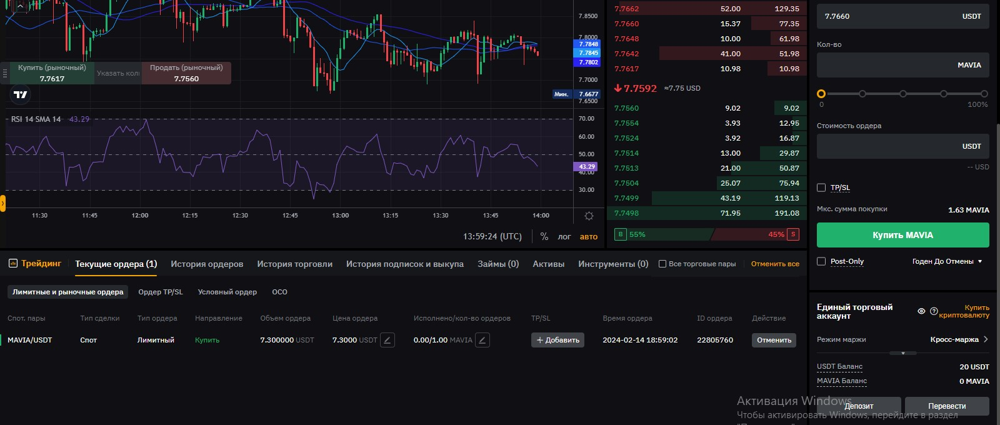 7.8500
7.8000
7.7848
7.7845
7.7802
7.7000
Мин. 7.6677
7.6500
Купить (рыночный)
7.7617
Указать кол
Продать (рыночный)
7.7560
RSI 14 SMA 14 43.29
70.00
60.00
50.00
43.29
40.00
30.00
11:30 11:45 12:00 12:15 12:30 12:45 13:00 13:15 13:30 13:45 14:00
13:59:24 (UTC) % лог авто
7.7662 52.00 129.35
7.7660 15.37 77.35
7.7648 10.00 61.98
7.7642 41.00 51.98
7.7617 10.98 10.98
7.7592 ≈7.75 USD
7.7560 9.02 9.02
7.7554 3.93 12.95
7.7524 3.92 16.87
7.7514 13.00 29.87
7.7513 21.00 50.87
7.7504 25.07 75.94
7.7499 43.19 119.13
7.7498 71.95 191.08
B 55% 45% S
7.7660 USDT
Кол-во
MAVIA
0 100%
Стоимость ордера
USDT
-- USD
TP/SL
Мкс. сумма покупки 1.63 MAVIA
Купить MAVIA
Post-Only Годен До Отмены
Трейдинг Текущие ордера (1) История ордеров История торговли История подписок и выкупа Займы (0) Активы Инструменты (0) Все торговые пары Отменить все
Лимитные и рыночные ордера Ордер TP/SL Условный ордер OCO
Спот. пары Тип сделки Тип ордера Направление Объем ордера Цена ордера Исполнено/кол-во ордеров TP/SL Время ордера ID ордера Действие
MAVIA/USDT Спот Лимитный Купить 7.300000 USDT 7.3000 USDT 0.00/1.00 MAVIA + Добавить 2024-02-14 18:59:02 22805760 Отменить
Единый торговый
аккаунт
Купить
криптовалюту
Режим маржи Кросс-маржа
USDT Баланс 20 USDT
MAVIA Баланс 0 MAVIA
Депозит Перевести
Активация Windows
Чтобы активировать Windows, перейдите в раздел